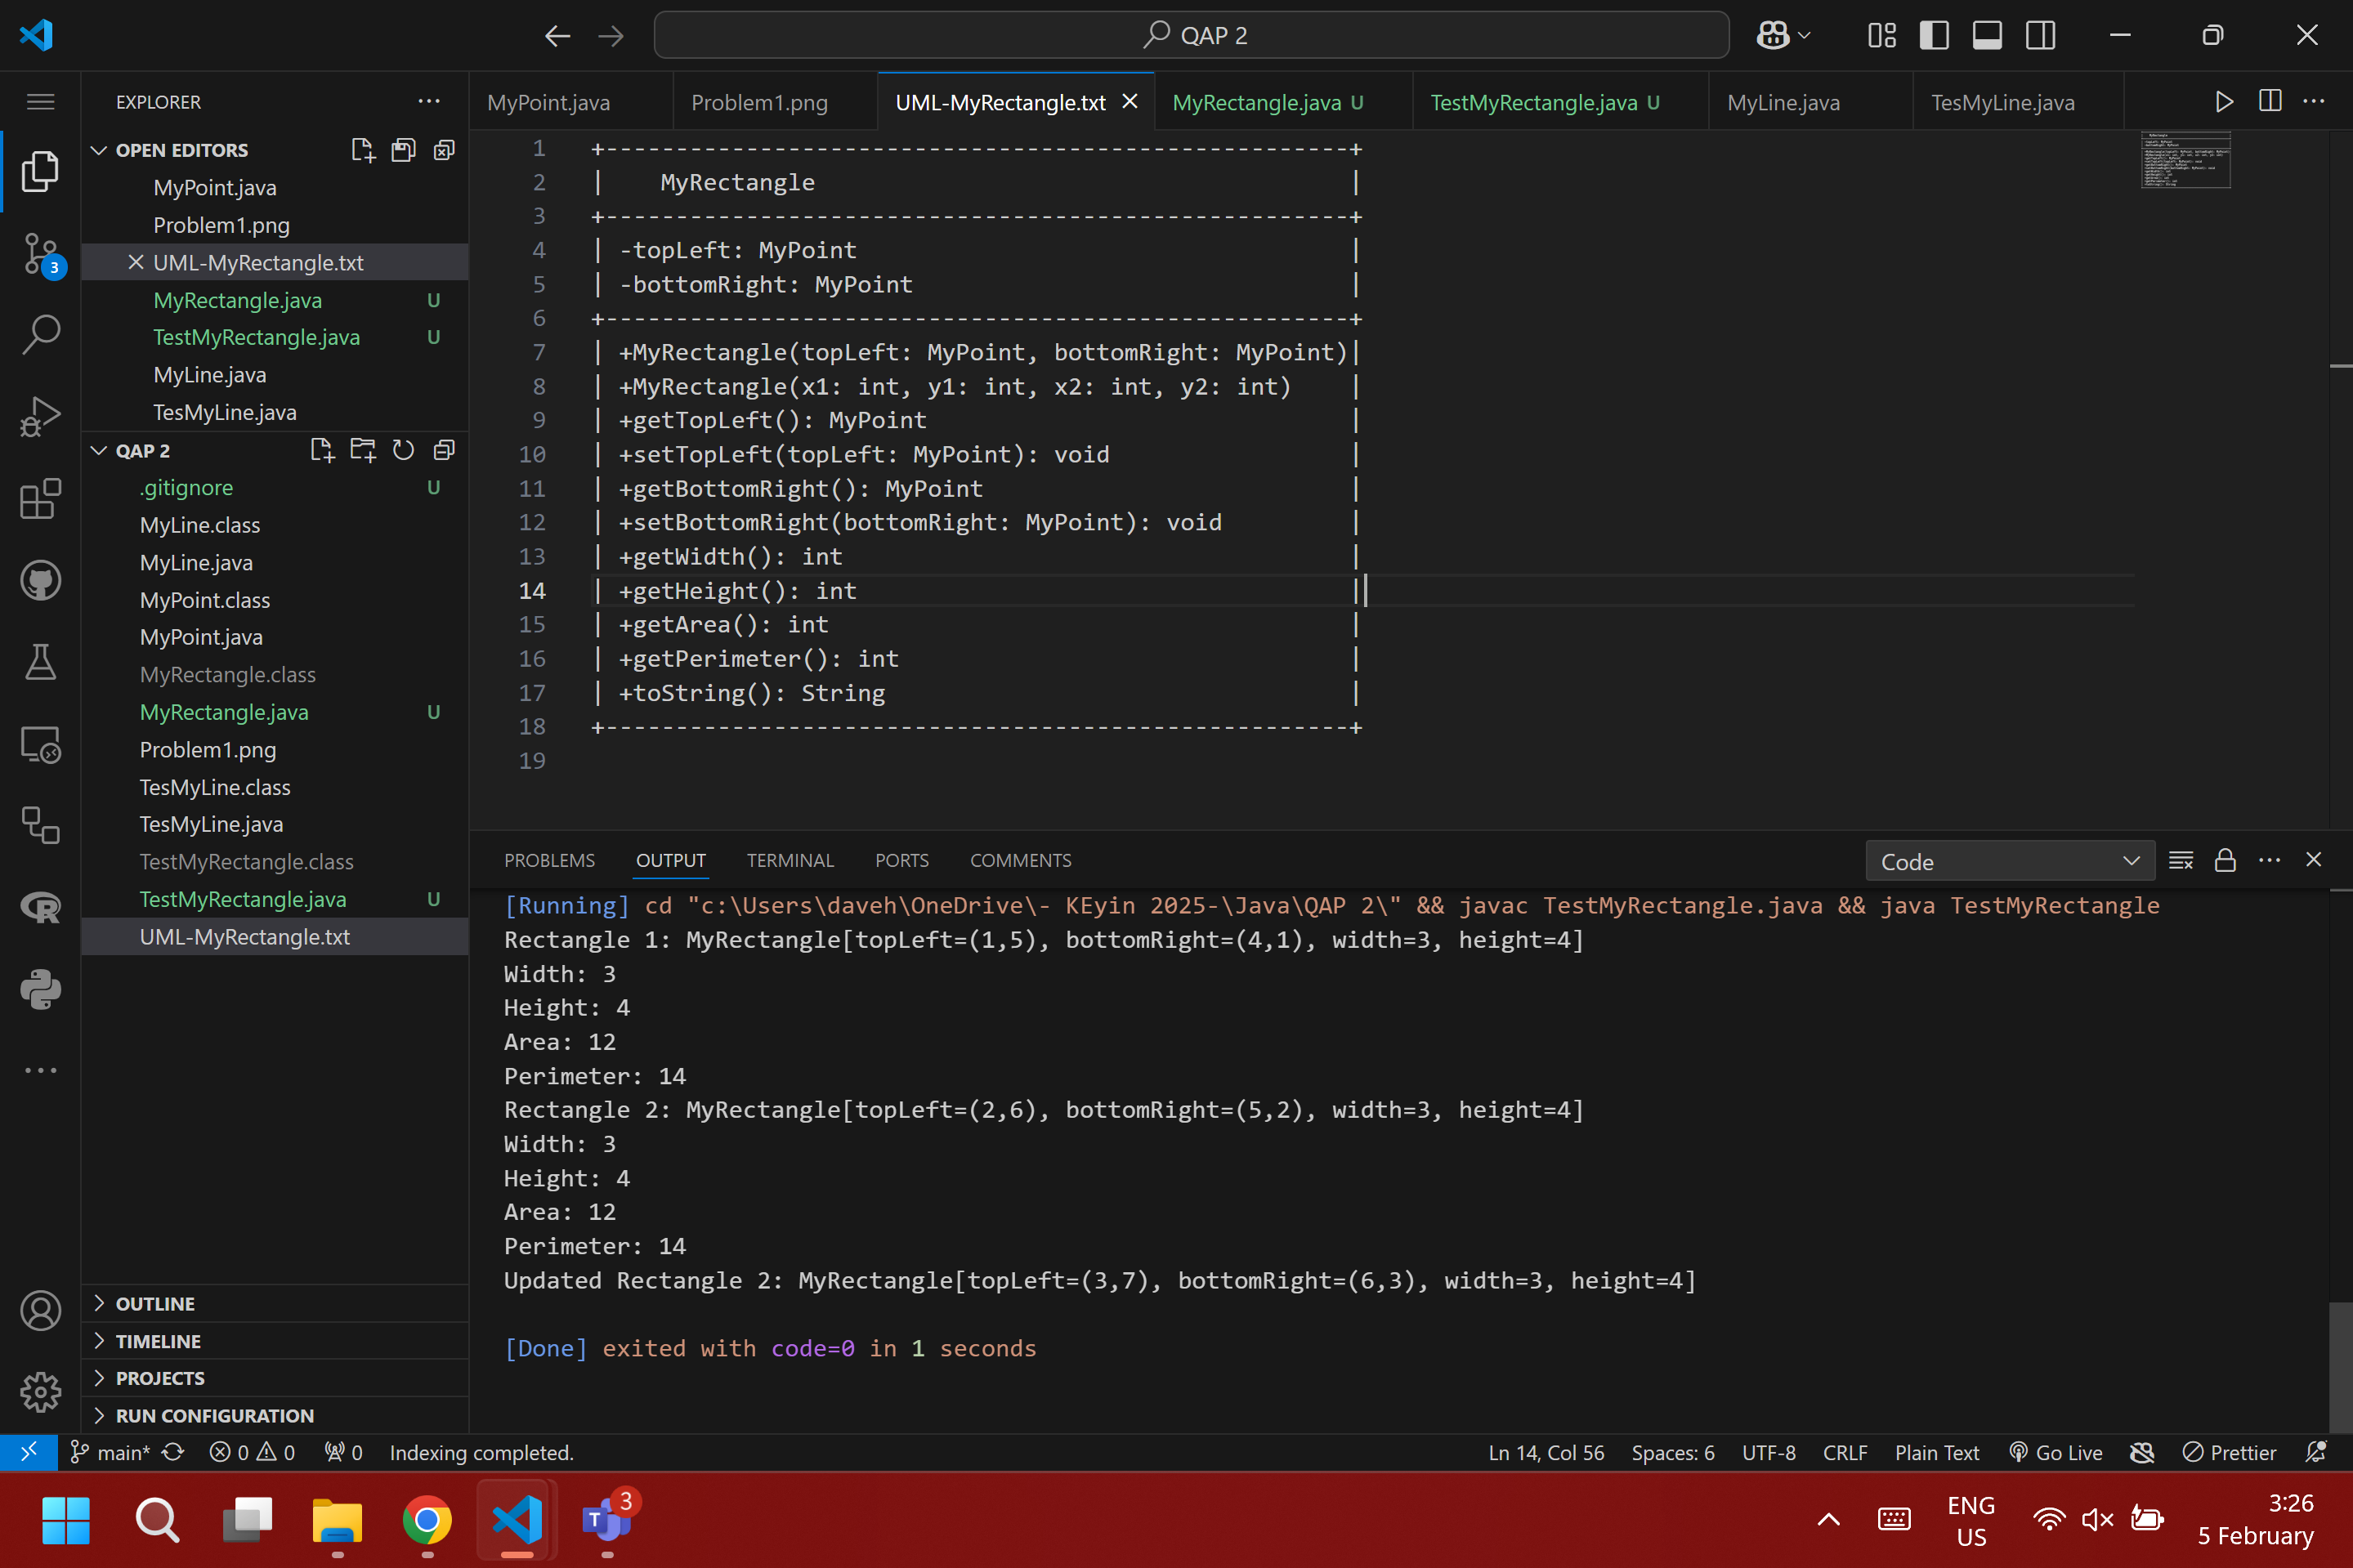 QAP 2
EXPLORER
OPEN EDITORS
MyPoint.java
Problem1.png
UML-MyRectangle.txt
MyRectangle.java U
TestMyRectangle.java U
MyLine.java
TesMyLine.java
QAP 2
.gitignore U
MyLine.class
MyLine.java
MyPoint.class
MyPoint.java
MyRectangle.class
MyRectangle.java U
Problem1.png
TesMyLine.class
TesMyLine.java
TestMyRectangle.class
TestMyRectangle.java U
UML-MyRectangle.txt
OUTLINE
TIMELINE
PROJECTS
RUN CONFIGURATION
3
MyPoint.java Problem1.png UML-MyRectangle.txt MyRectangle.java U TestMyRectangle.java U MyLine.java TesMyLine.java
1 +-----------------------------------------------------+
2 |    MyRectangle                                      |
3 +-----------------------------------------------------+
4 | -topLeft: MyPoint                                   |
5 | -bottomRight: MyPoint                               |
6 +-----------------------------------------------------+
7 | +MyRectangle(topLeft: MyPoint, bottomRight: MyPoint)|
8 | +MyRectangle(x1: int, y1: int, x2: int, y2: int)    |
9 | +getTopLeft(): MyPoint                              |
10 | +setTopLeft(topLeft: MyPoint): void                 |
11 | +getBottomRight(): MyPoint                          |
12 | +setBottomRight(bottomRight: MyPoint): void         |
13 | +getWidth(): int                                    |
14 | +getHeight(): int                                   |
15 | +getArea(): int                                     |
16 | +getPerimeter(): int                                |
17 | +toString(): String                                 |
18 +-----------------------------------------------------+
19
PROBLEMS OUTPUT TERMINAL PORTS COMMENTS Code
[Running] cd "c:\Users\daveh\OneDrive\- KEyin 2025-\Java\QAP 2\" && javac TestMyRectangle.java && java TestMyRectangle
Rectangle 1: MyRectangle[topLeft=(1,5), bottomRight=(4,1), width=3, height=4]
Width: 3
Height: 4
Area: 12
Perimeter: 14
Rectangle 2: MyRectangle[topLeft=(2,6), bottomRight=(5,2), width=3, height=4]
Width: 3
Height: 4
Area: 12
Perimeter: 14
Updated Rectangle 2: MyRectangle[topLeft=(3,7), bottomRight=(6,3), width=3, height=4]
[Done] exited with code=0 in 1 seconds
main* 0 0 0 Indexing completed. Ln 14, Col 56 Spaces: 6 UTF-8 CRLF Plain Text Go Live Prettier
T 3
ENG
US
3:26
5 February